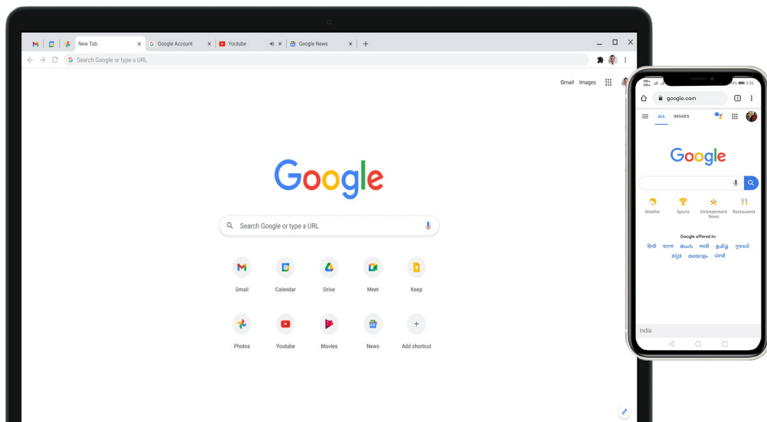 New Tab
Google Account
Youtube
Google News
Search Google or type a URL
Gmail Images
Google
Search Google or type a URL
Gmail Calendar Drive Meet Keep
Photos Youtube Movies News Add shortcut
google.com
ALL IMAGES
Google
Weather Sports Entertainment News Restaurants
Google offered in:
हिन्दी বাংলা తెలుగు मराठी தமிழ் ગુજરાતી
ಕನ್ನಡ മലയാളം ਪੰਜਾਬੀ
India